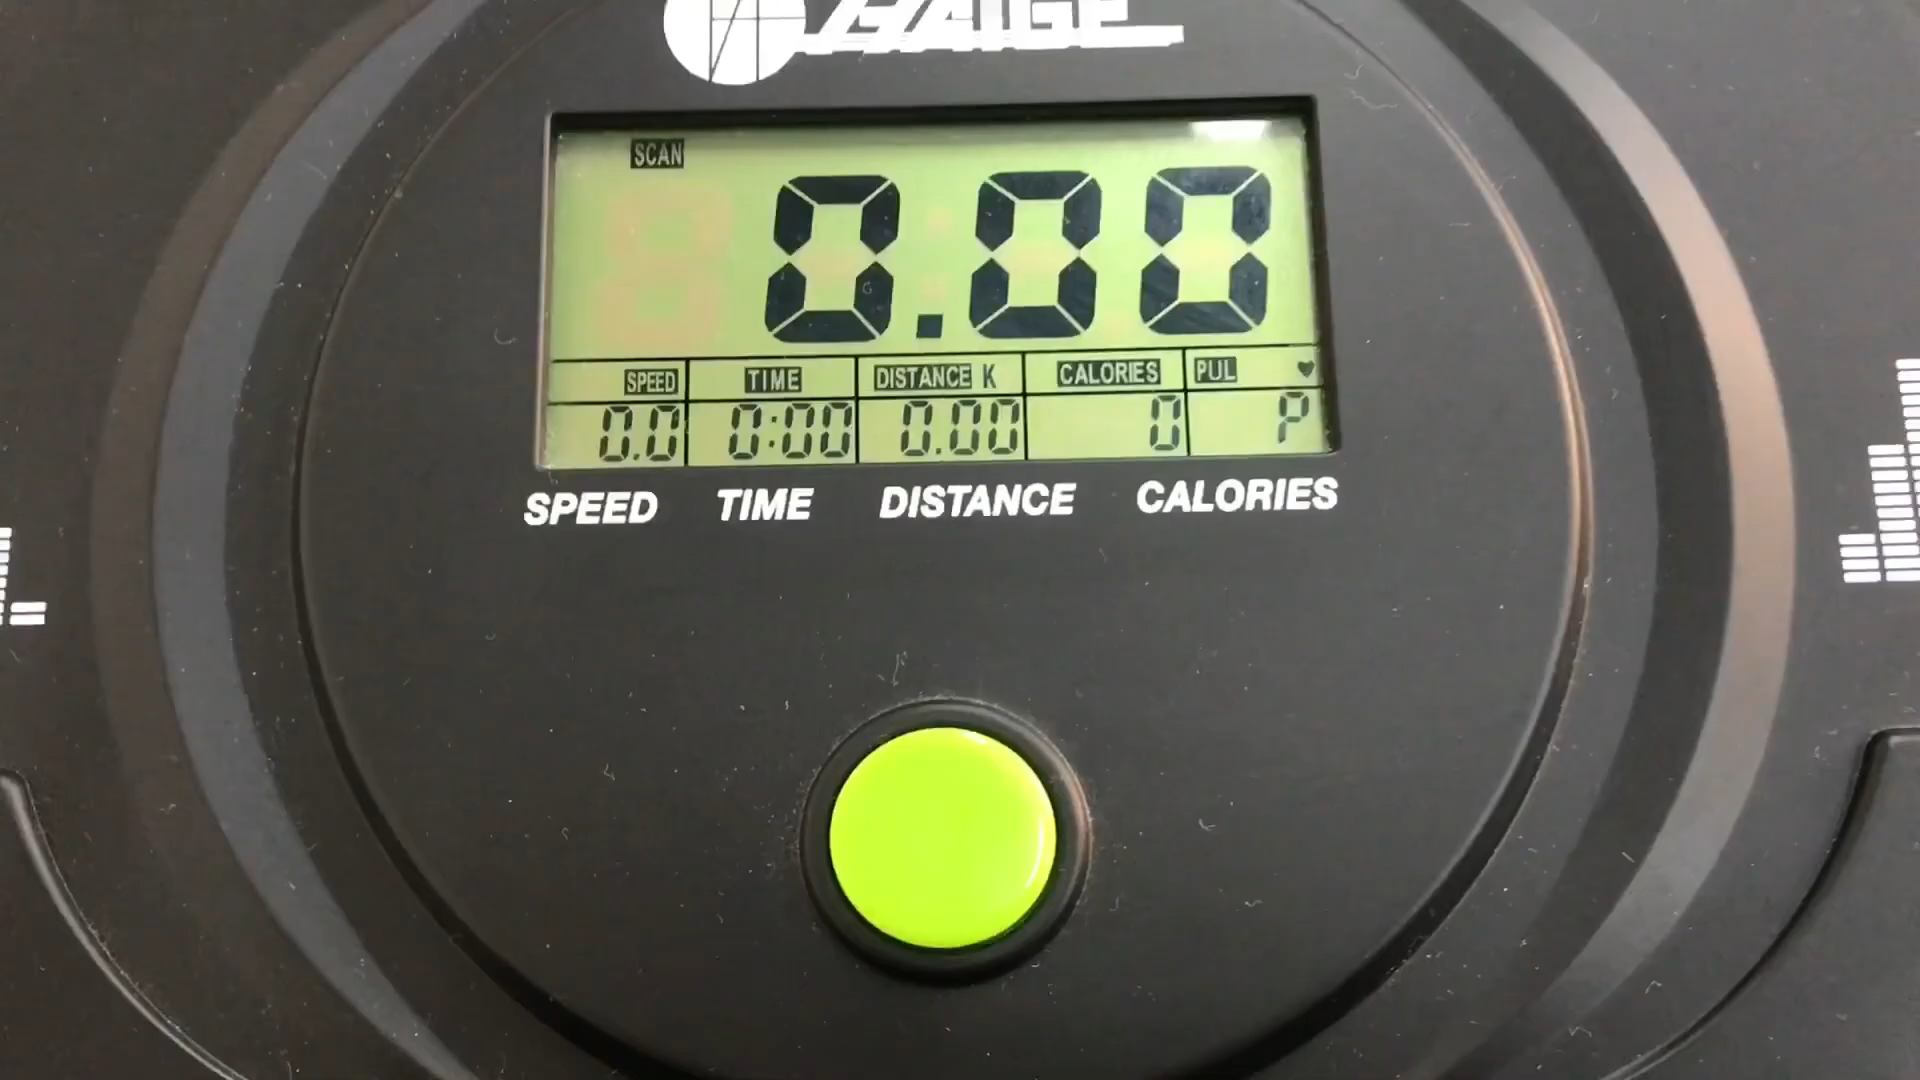 SCAN
0.00
SPEED TIME DISTANCE K CALORIES PUL
0.0 0:00 0.00 0 P
SPEED TIME DISTANCE CALORIES